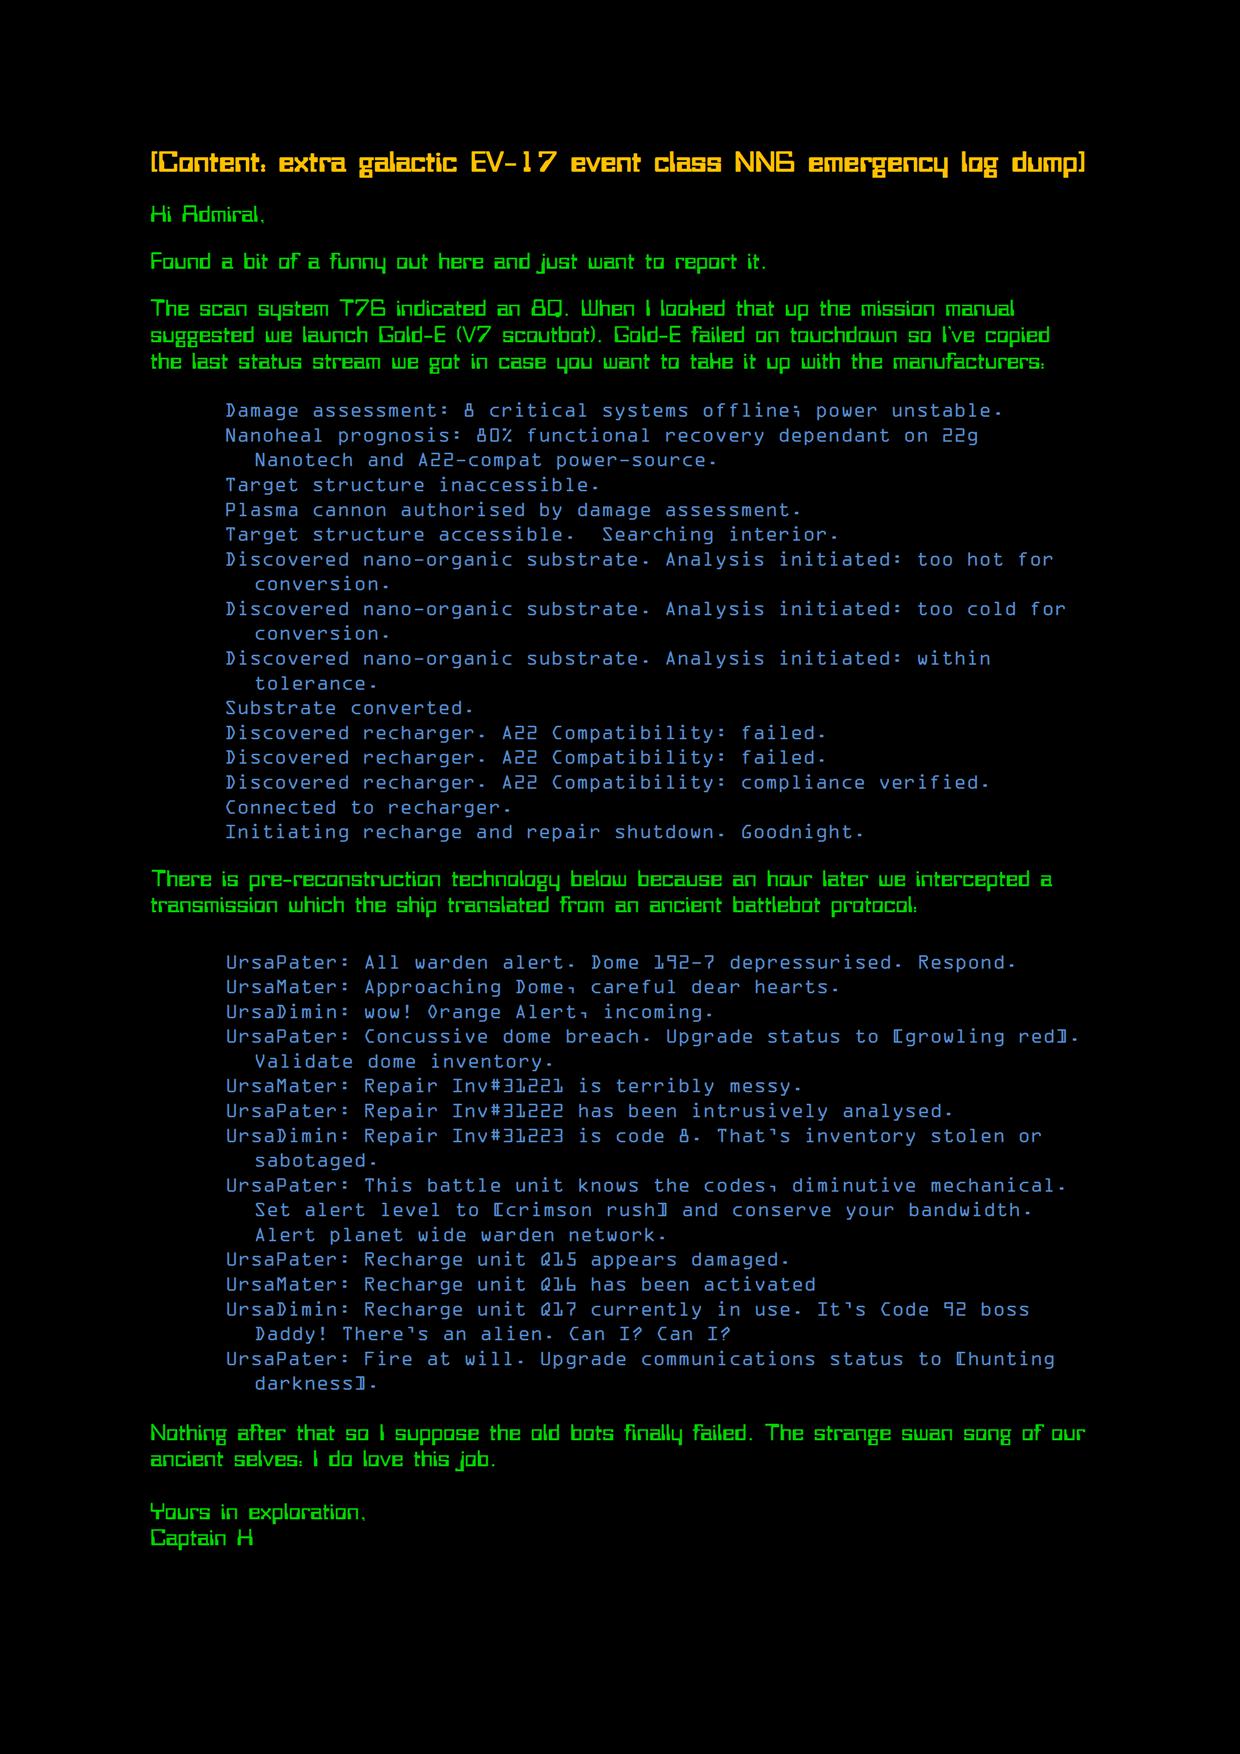 [Content: extra galactic EV-17 event class NN6 emergency log dump]
Hi Admiral,
Found a bit of a funny out here and just want to report it.
The scan system T76 indicated an 8Q. When I looked that up the mission manual
suggested we launch Gold-E (V7 scoutbot). Gold-E failed on touchdown so I've copied
the last status stream we got in case you want to take it up with the manufacturers:
Damage assessment: 8 critical systems offline; power unstable.
Nanoheal prognosis: 80% functional recovery dependant on 22g
Nanotech and A22-compat power-source.
Target structure inaccessible.
Plasma cannon authorised by damage assessment.
Target structure accessible.  Searching interior.
Discovered nano-organic substrate. Analysis initiated: too hot for
conversion.
Discovered nano-organic substrate. Analysis initiated: too cold for
conversion.
Discovered nano-organic substrate. Analysis initiated: within
tolerance.
Substrate converted.
Discovered recharger. A22 Compatibility: failed.
Discovered recharger. A22 Compatibility: failed.
Discovered recharger. A22 Compatibility: compliance verified.
Connected to recharger.
Initiating recharge and repair shutdown. Goodnight.
There is pre-reconstruction technology below because an hour later we intercepted a
transmission which the ship translated from an ancient battlebot protocol:
UrsaPater: All warden alert. Dome 192-7 depressurised. Respond.
UrsaMater: Approaching Dome, careful dear hearts.
UrsaDimin: wow! Orange Alert, incoming.
UrsaPater: Concussive dome breach. Upgrade status to [growling red].
Validate dome inventory.
UrsaMater: Repair Inv#31221 is terribly messy.
UrsaPater: Repair Inv#31222 has been intrusively analysed.
UrsaDimin: Repair Inv#31223 is code 8. That's inventory stolen or
sabotaged.
UrsaPater: This battle unit knows the codes, diminutive mechanical.
Set alert level to [crimson rush] and conserve your bandwidth.
Alert planet wide warden network.
UrsaPater: Recharge unit Q15 appears damaged.
UrsaMater: Recharge unit Q16 has been activated
UrsaDimin: Recharge unit Q17 currently in use. It's Code 92 boss
Daddy! There's an alien. Can I? Can I?
UrsaPater: Fire at will. Upgrade communications status to [hunting
darkness].
Nothing after that so I suppose the old bots finally failed. The strange swan song of our
ancient selves: I do love this job.
Yours in exploration,
Captain H